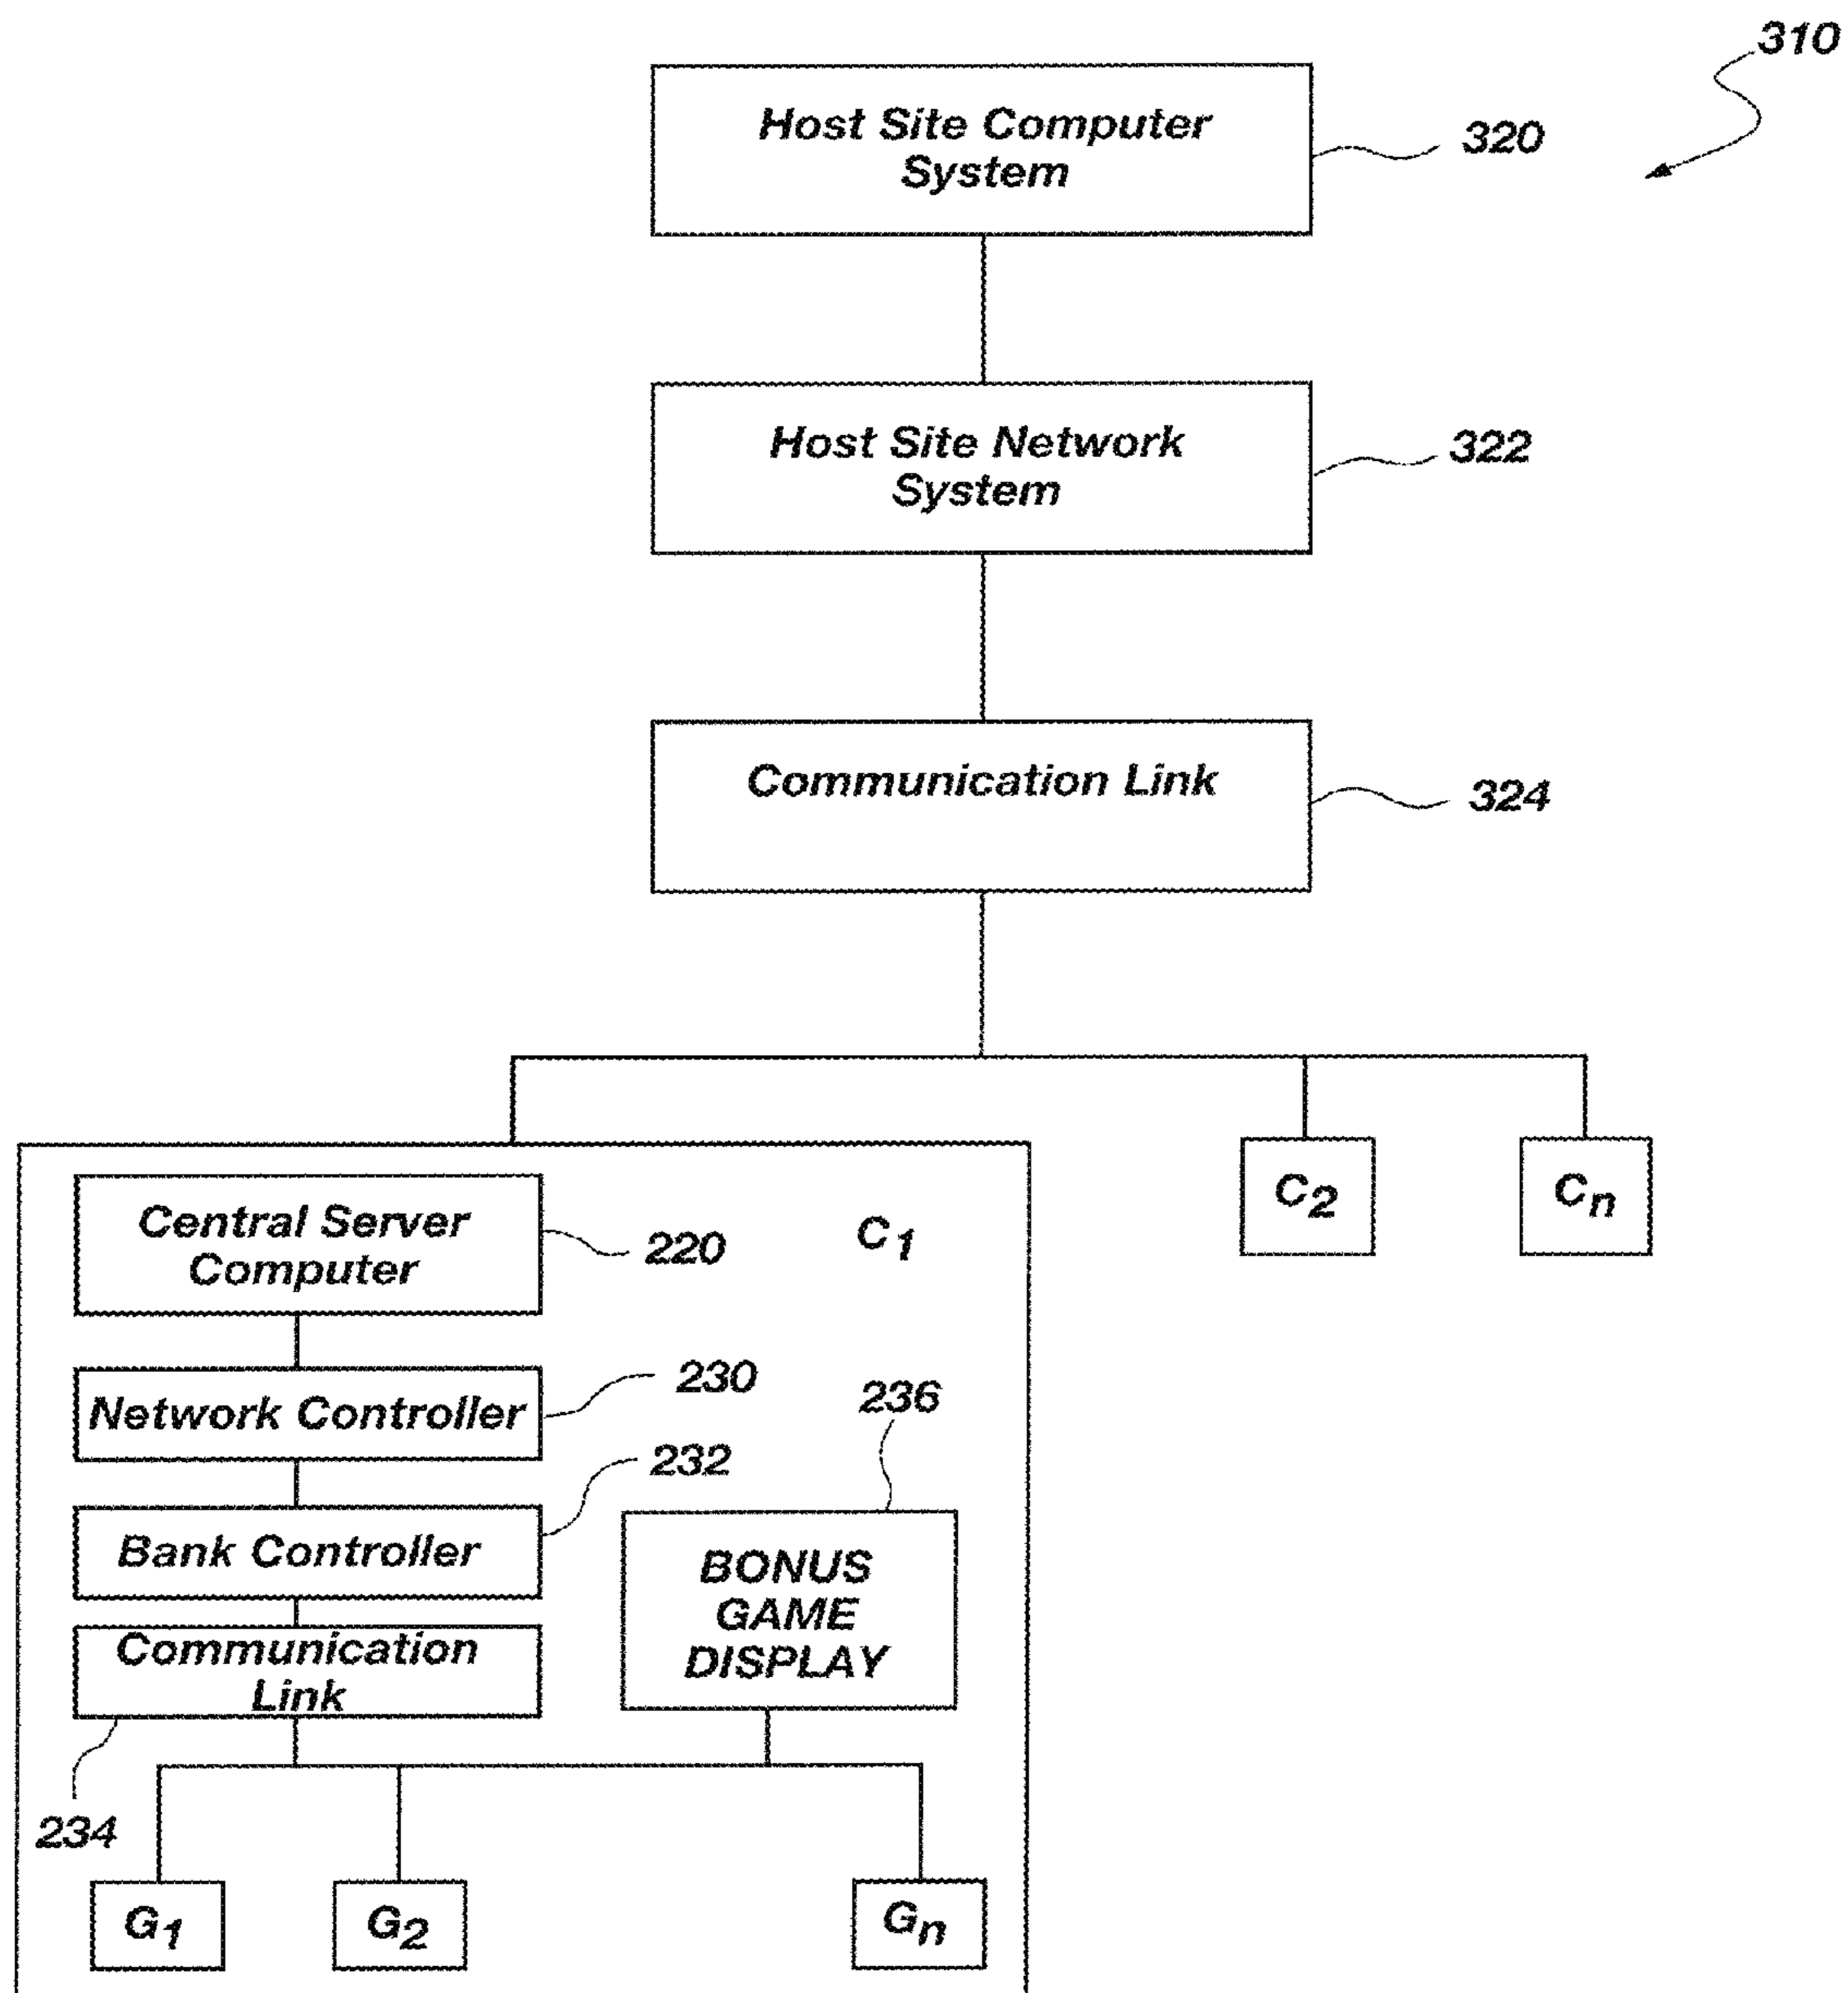 310
Host Site Computer
System
320
Host Site Network
System
322
Communication Link
324
C2
Cn
Central Server
Computer
220
C1
Network Controller
230
236
232
Bank Controller
BONUS
GAME
DISPLAY
Communication
Link
234
G1
G2
Gn